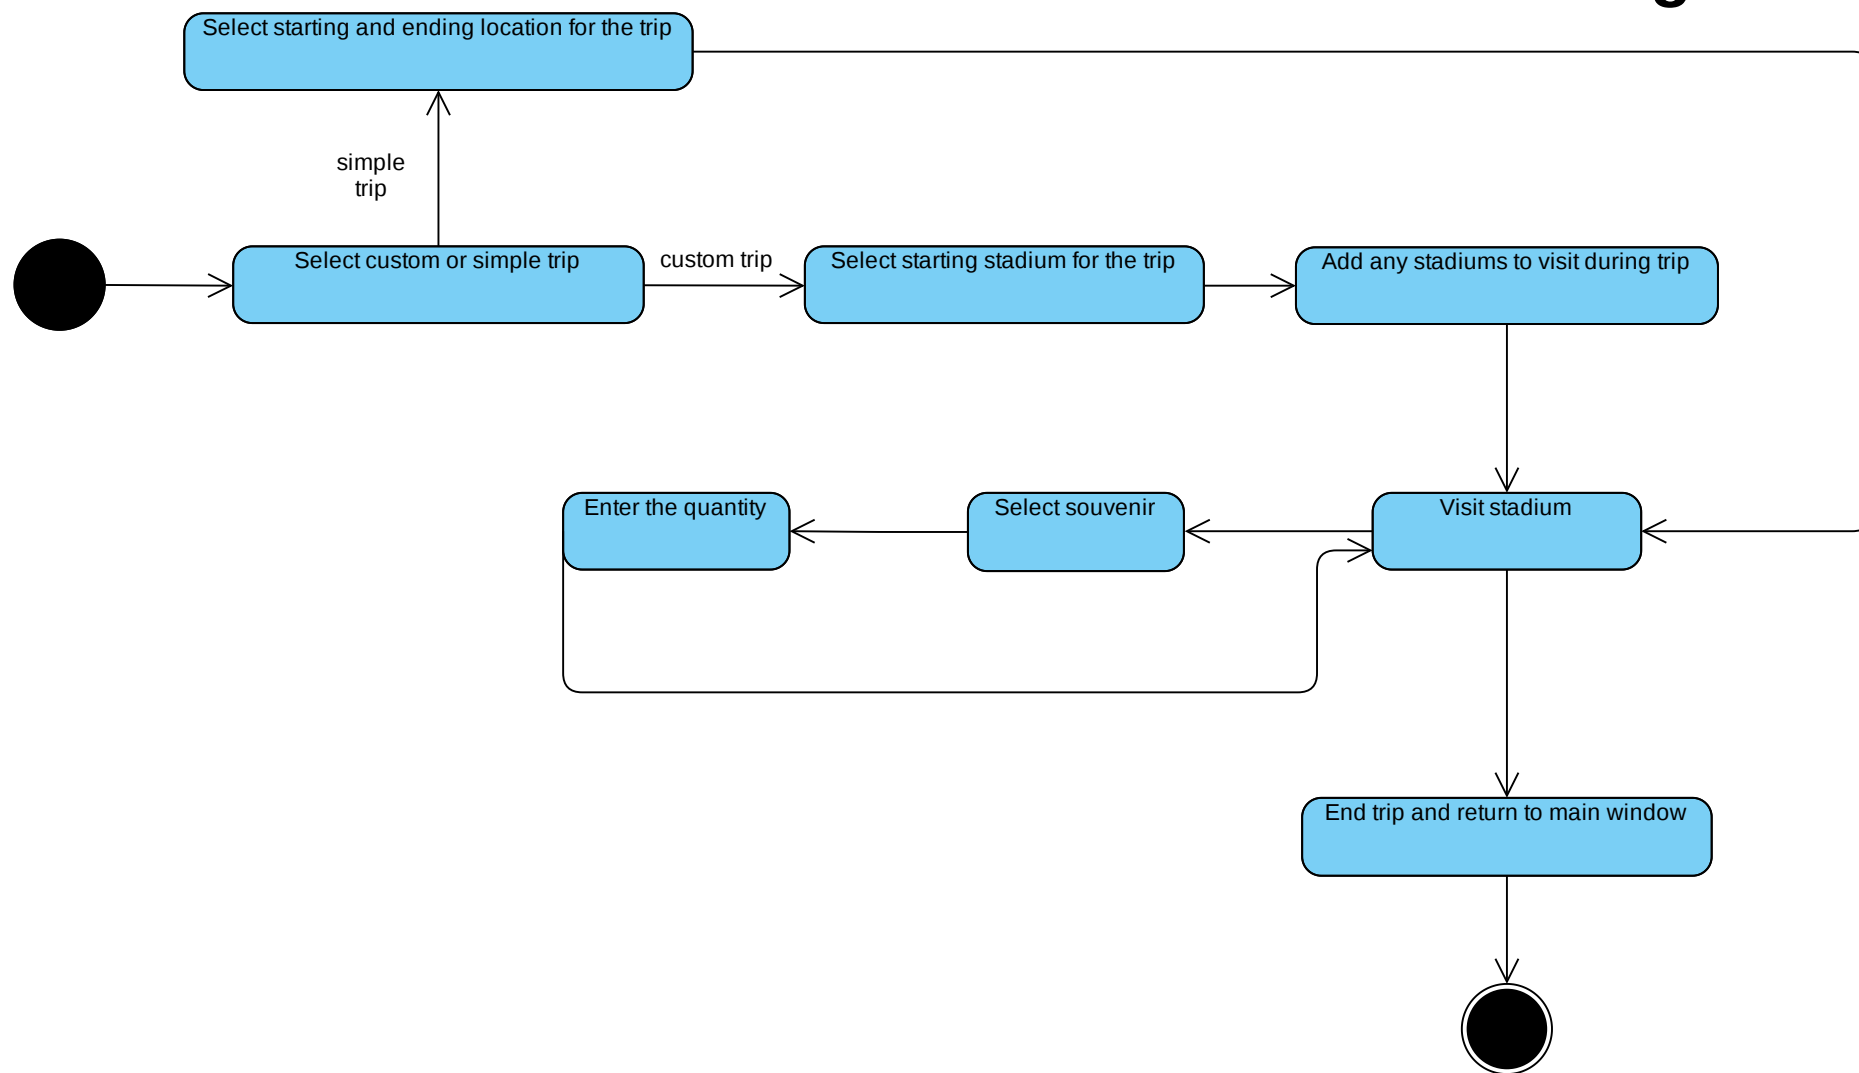 Select starting and ending location for the trip
simple
trip
Select custom or simple trip
custom trip
Select starting stadium for the trip
Add any stadiums to visit during trip
Enter the quantity
Select souvenir
Visit stadium
End trip and return to main window